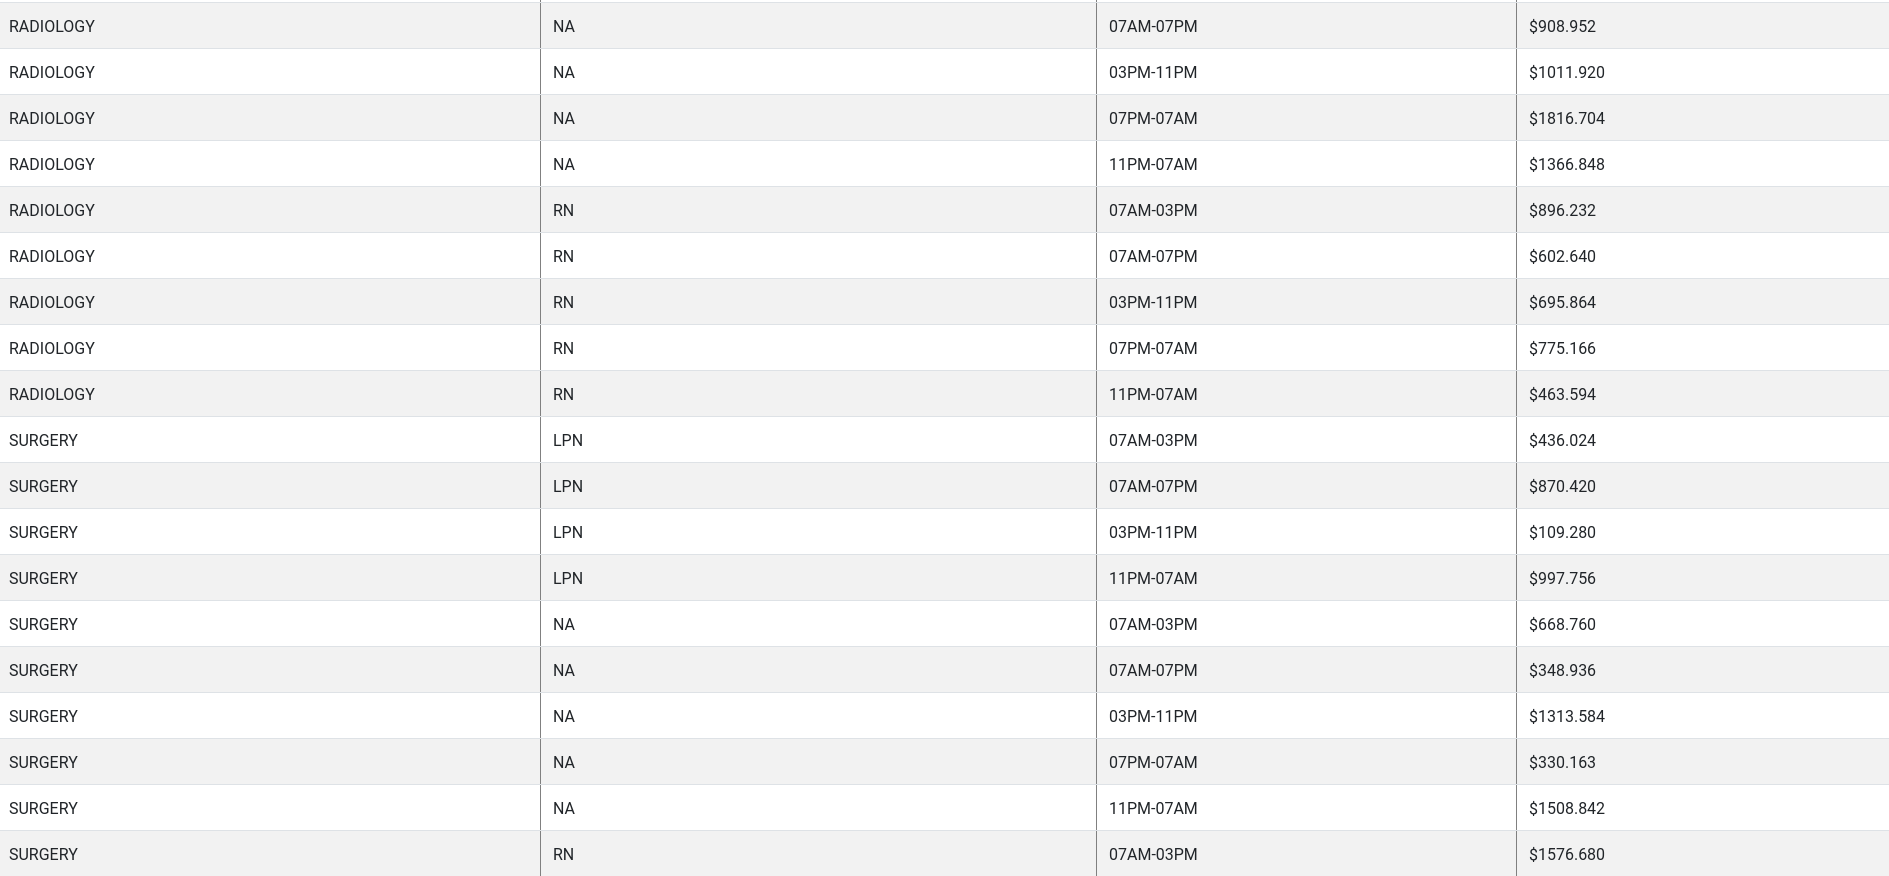 RADIOLOGY NA 07AM-07PM $908.952
RADIOLOGY NA 03PM-11PM $1011.920
RADIOLOGY NA 07PM-07AM $1816.704
RADIOLOGY NA 11PM-07AM $1366.848
RADIOLOGY RN 07AM-03PM $896.232
RADIOLOGY RN 07AM-07PM $602.640
RADIOLOGY RN 03PM-11PM $695.864
RADIOLOGY RN 07PM-07AM $775.166
RADIOLOGY RN 11PM-07AM $463.594
SURGERY LPN 07AM-03PM $436.024
SURGERY LPN 07AM-07PM $870.420
SURGERY LPN 03PM-11PM $109.280
SURGERY LPN 11PM-07AM $997.756
SURGERY NA 07AM-03PM $668.760
SURGERY NA 07AM-07PM $348.936
SURGERY NA 03PM-11PM $1313.584
SURGERY NA 07PM-07AM $330.163
SURGERY NA 11PM-07AM $1508.842
SURGERY RN 07AM-03PM $1576.680